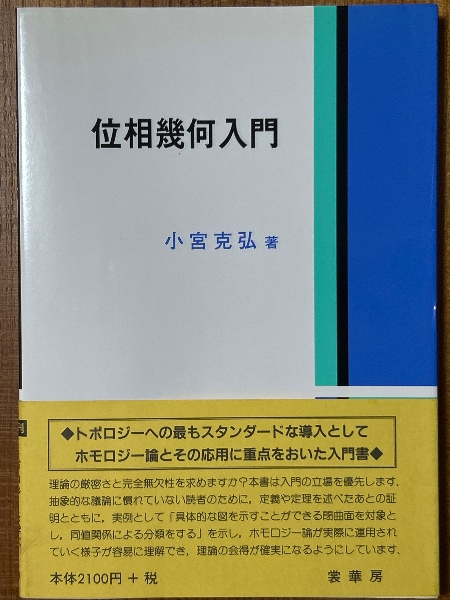 位相幾何入門
小宮克弘 著
◆トポロジーへの最もスタンダードな導入として
ホモロジー論とその応用に重点をおいた入門書◆
理論の厳密さと完全無欠性を求めますか?本書は入門の立場を優先します.
抽象的な議論に慣れていない読者のために,定義や定理を述べたあとの証
明とともに,実例として「具体的な図を示すことができる閉曲面を対象と
し,同値関係による分類をする」を示し,ホモロジー論が実際に運用され
ていく様子が容易に理解でき,理論の会得が確実になるようにしています.
本体2100円+税
裳華房